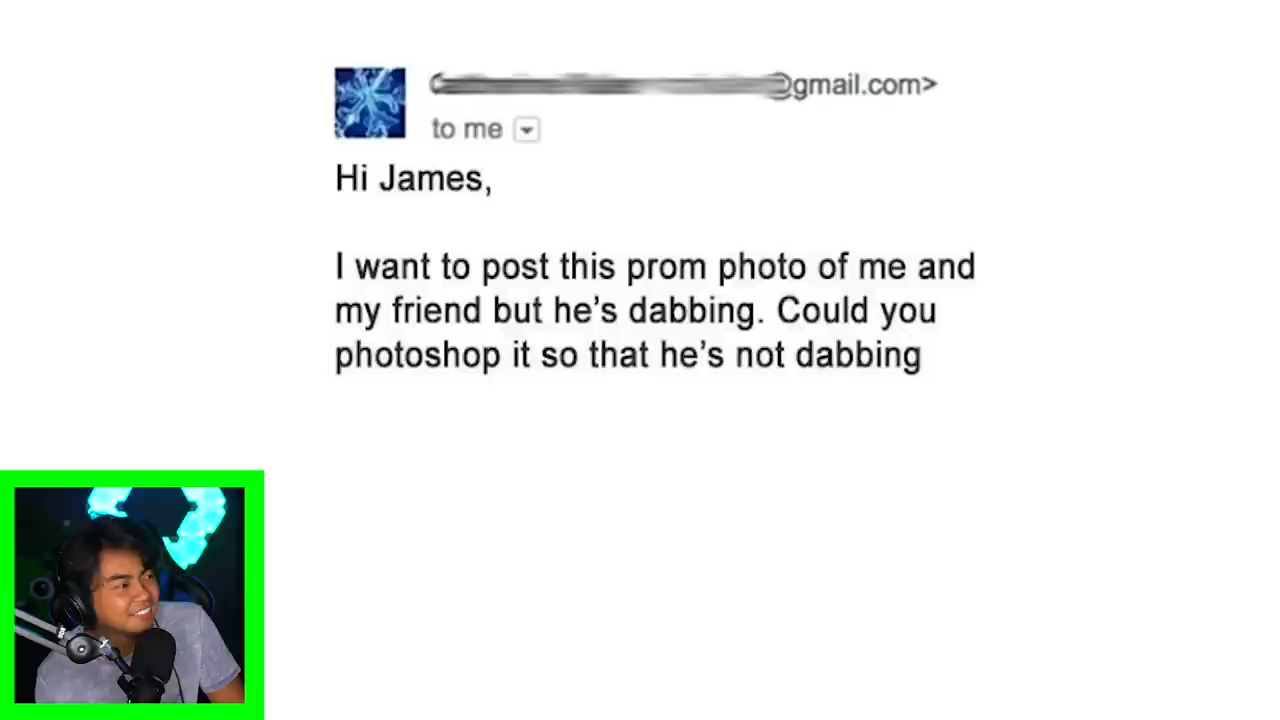 @gmail.com>
to me
Hi James,
I want to post this prom photo of me and
my friend but he's dabbing. Could you
photoshop it so that he's not dabbing